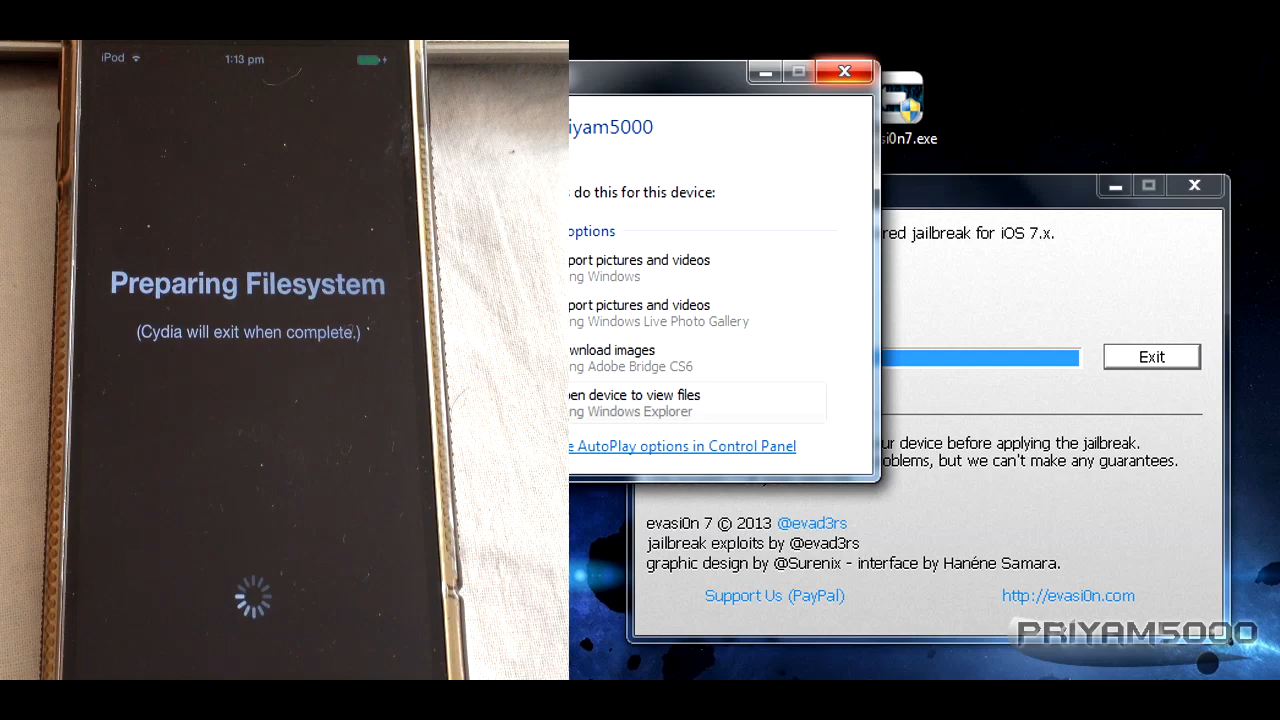 iPod
1:13 pm
Preparing Filesystem
(Cydia will exit when complete.)
iyam5000
do this for this device:
options
port pictures and videos
ng Windows
port pictures and videos
ng Windows Live Photo Gallery
wnload images
ng Adobe Bridge CS6
en device to view files
ng Windows Explorer
AutoPlay options in Control Panel
si0n7.exe
red jailbreak for iOS 7.x.
Exit
ur device before applying the jailbreak.
oblems, but we can't make any guarantees.
evasi0n 7 © 2013 @evad3rs
jailbreak exploits by @evad3rs
graphic design by @Surenix - interface by Hanéne Samara.
Support Us (PayPal)
http://evasi0n.com
PRIYAM5000